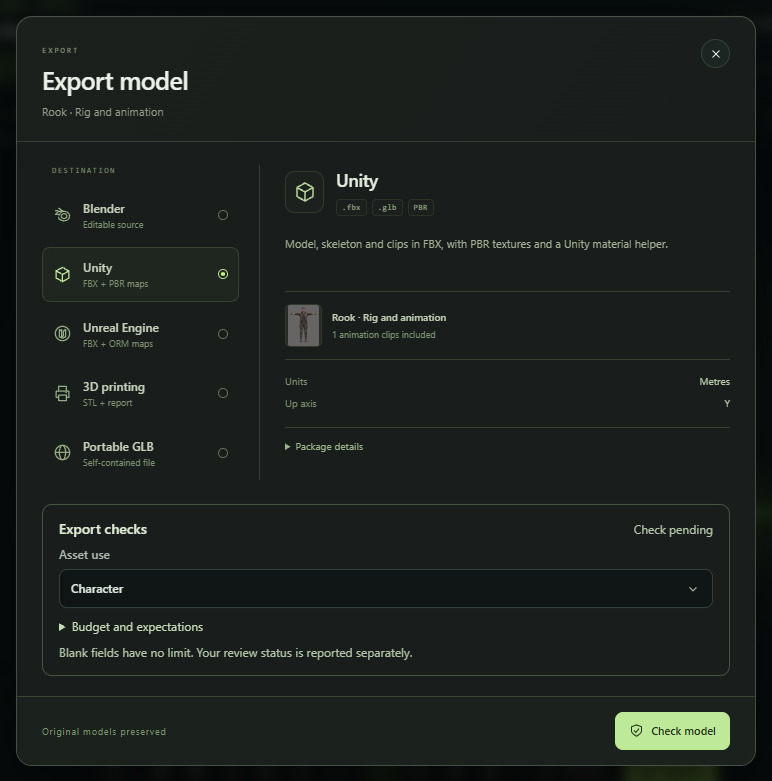 EXPORT
Export model
Rook · Rig and animation
DESTINATION
Blender
Editable source
Unity
FBX + PBR maps
Unreal Engine
FBX + ORM maps
3D printing
STL + report
Portable GLB
Self-contained file
Unity
.fbx .glb PBR
Model, skeleton and clips in FBX, with PBR textures and a Unity material helper.
Rook · Rig and animation
1 animation clips included
Units Metres
Up axis Y
Package details
Export checks Check pending
Asset use
Character
Budget and expectations
Blank fields have no limit. Your review status is reported separately.
Original models preserved
Check model